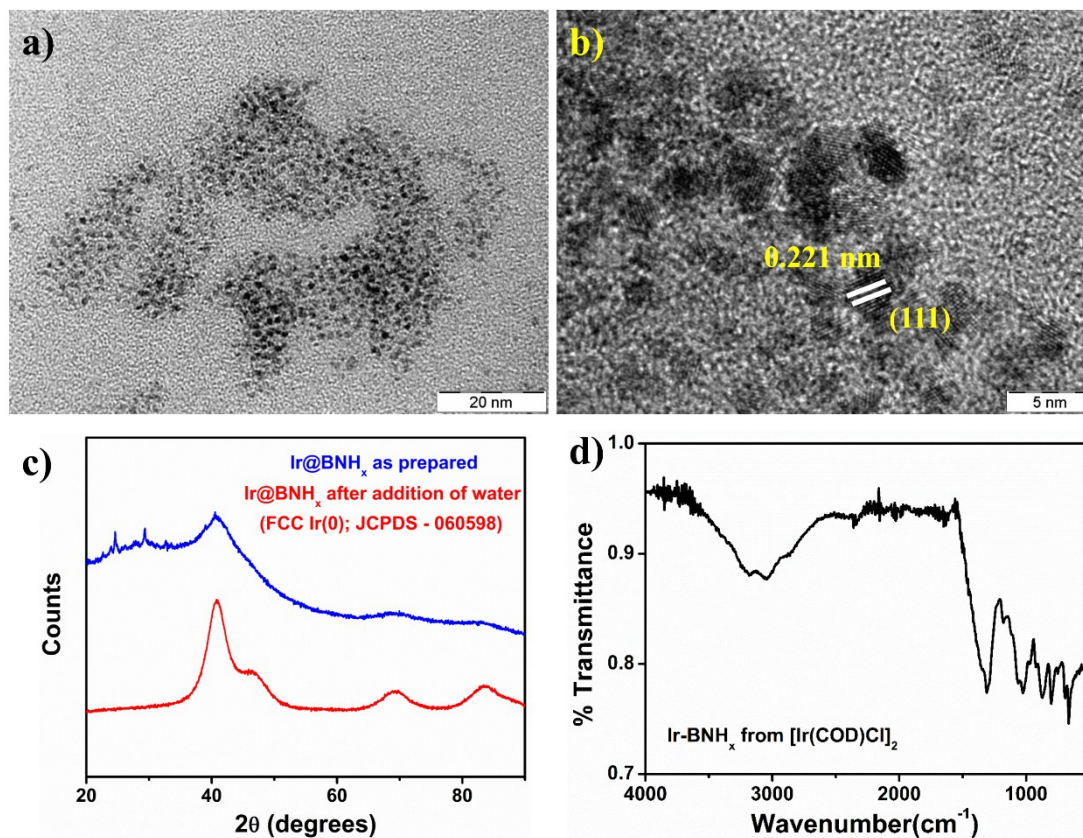 a)
20 nm
b)
0.221 nm
(111)
5 nm
c)
Ir@BNHₓ as prepared
Ir@BNHₓ after addition of water
(FCC Ir(0); JCPDS - 060598)
Counts
20 40 60 80
2θ (degrees)
d)
% Transmittance
1.0
0.9
0.8
0.7
Ir-BNHₓ from [Ir(COD)Cl]₂
4000 3000 2000 1000
Wavenumber(cm⁻¹)